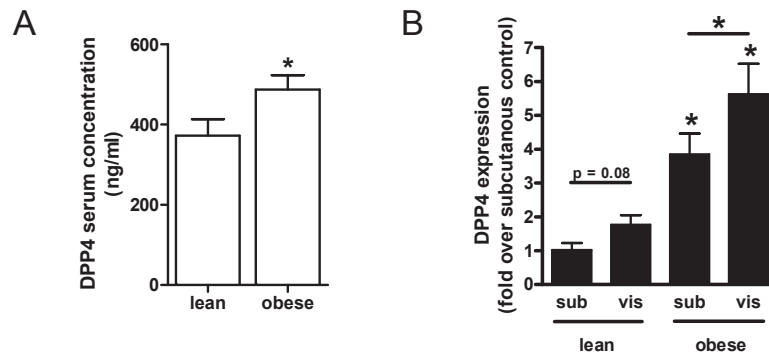 A
DPP4 serum concentration
(ng/ml)
600
400
200
0
*
lean
obese
B
DPP4 expression
(fold over subcutanous control)
7
6
5
4
3
2
1
0
p = 0.08
*
*
*
sub
vis
sub
vis
lean
obese